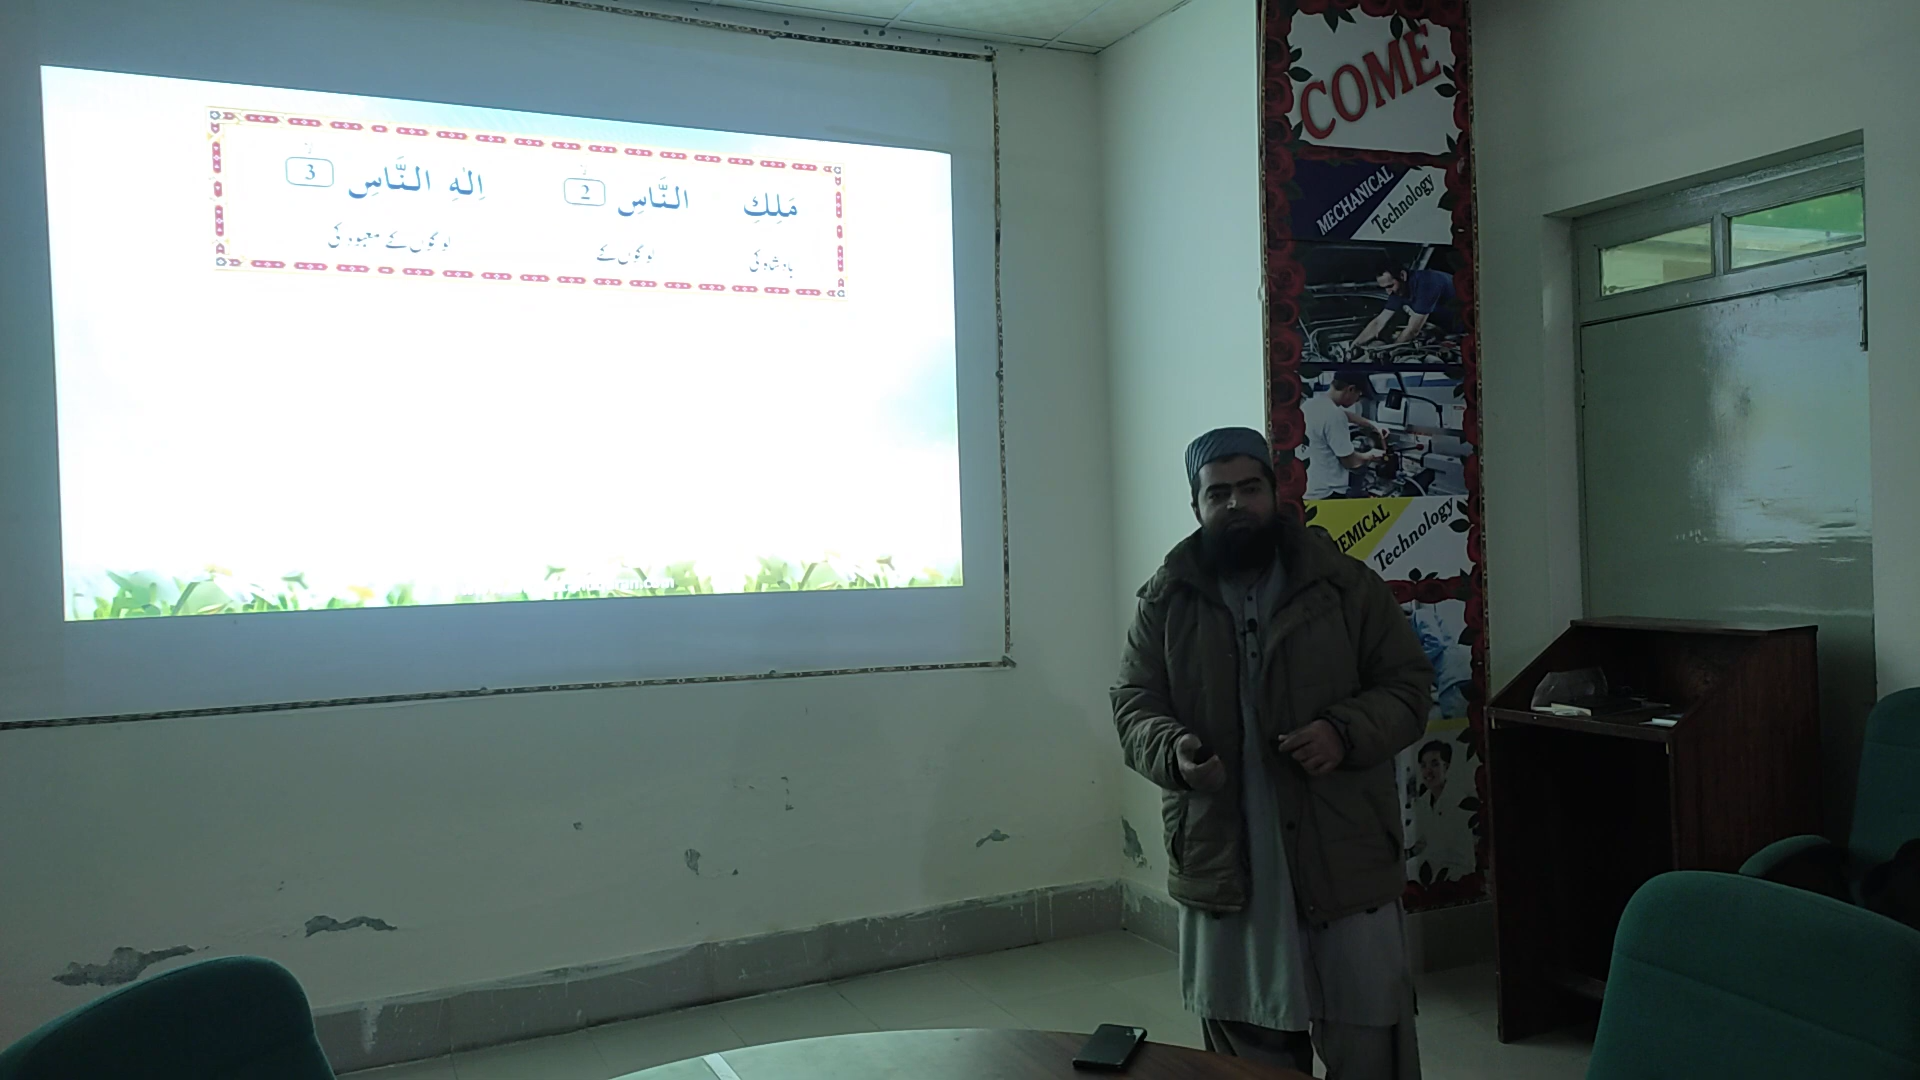 مَلِكِ النَّاسِ 2 اِلٰهِ النَّاسِ 3
بادشاہ کی لوگوں کے لوگوں کے معبود کی
COME
MECHANICAL
Technology
EMICAL
Technology